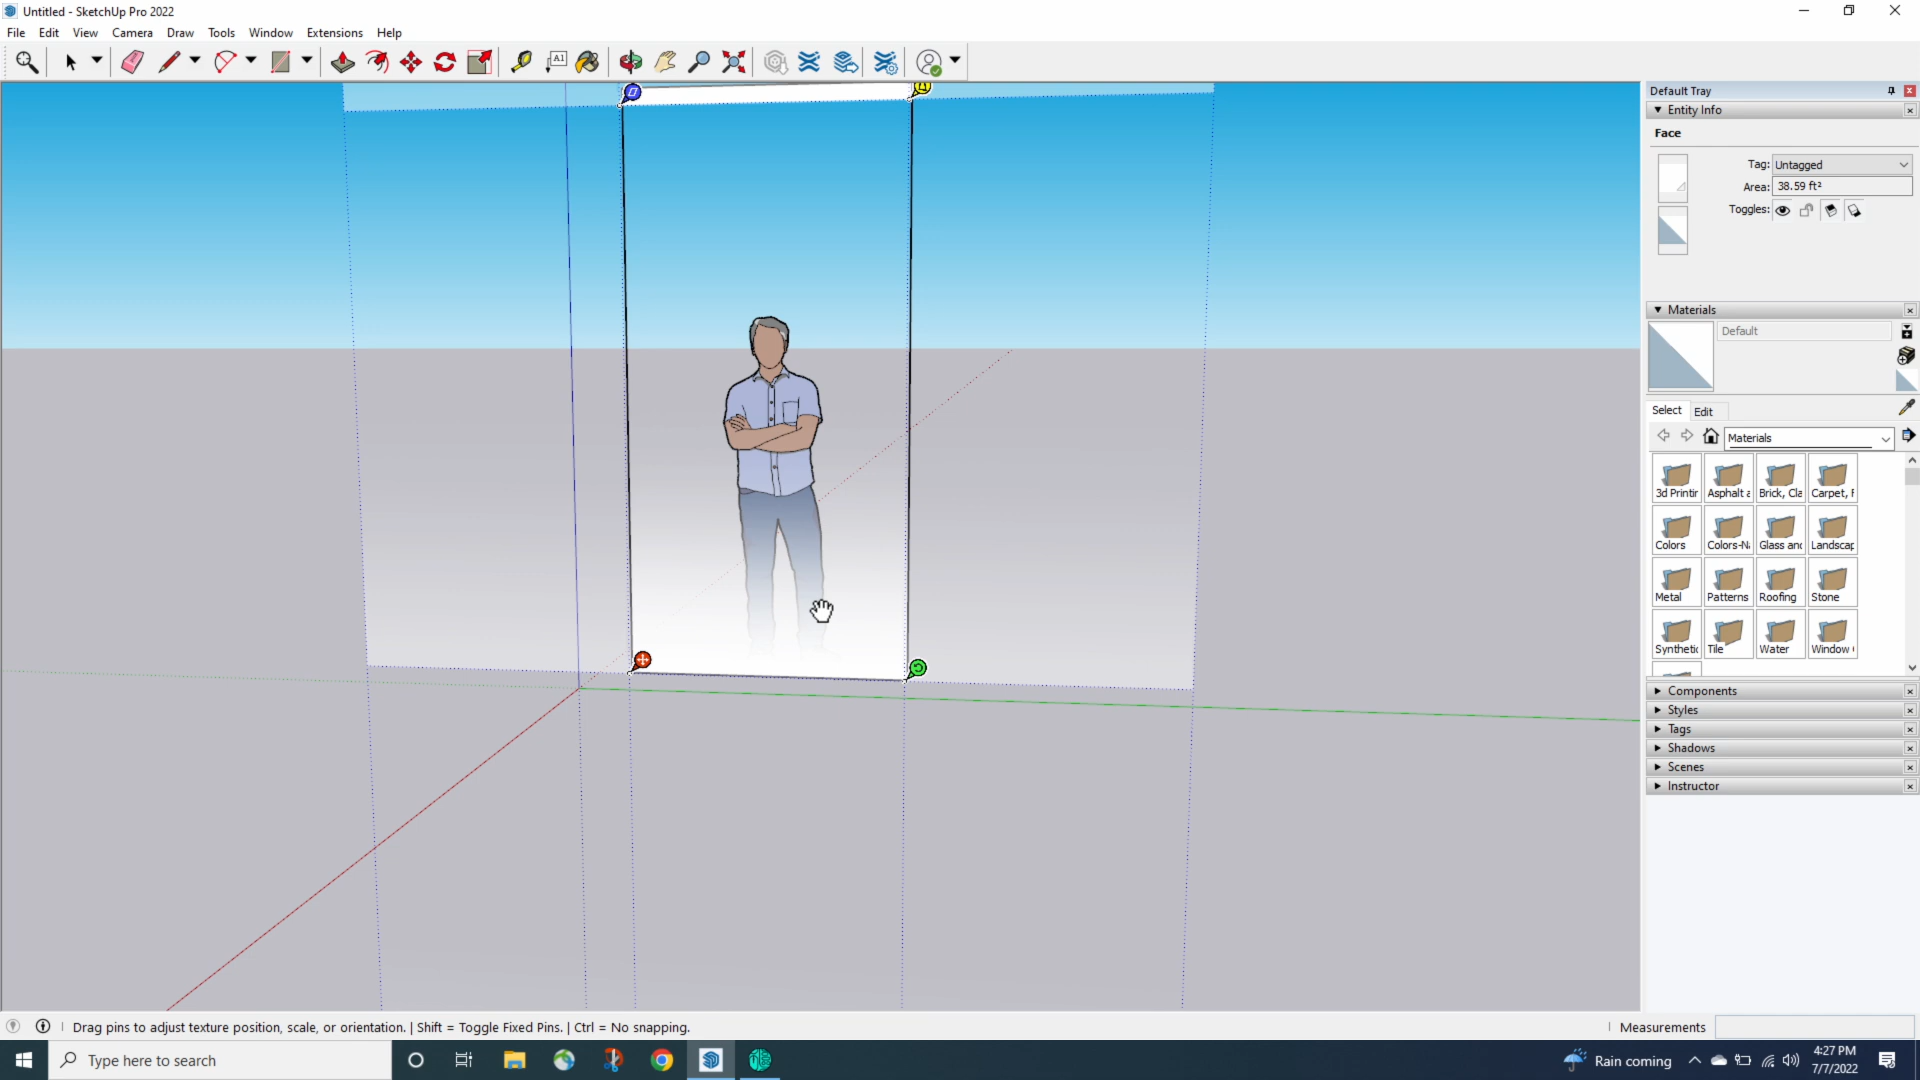 Untitled - SketchUp Pro 2022
File Edit View Camera Draw Tools Window Extensions Help
A1
Default Tray
Entity Info
Face
Tag: Untagged
Area: 38.59 ft²
Toggles:
Materials
Default
Select Edit
Materials
3d Printir Asphalt a Brick, Cla Carpet, F
Colors Colors-Na Glass and Landscap
Metal Patterns Roofing Stone
Synthetic Tile Water Window
Components
Styles
Tags
Shadows
Scenes
Instructor
Drag pins to adjust texture position, scale, or orientation. | Shift = Toggle Fixed Pins. | Ctrl = No snapping.
Measurements
Type here to search
Rain coming
4:27 PM
7/7/2022